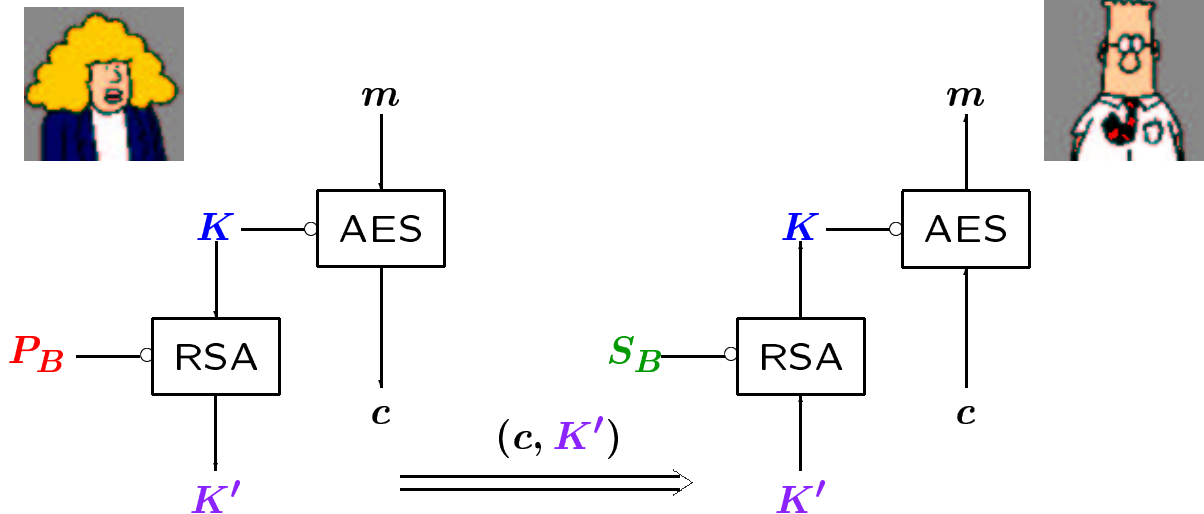 m m
K AES K AES
P_B RSA S_B RSA
c c
(c, K′)
K′ K′